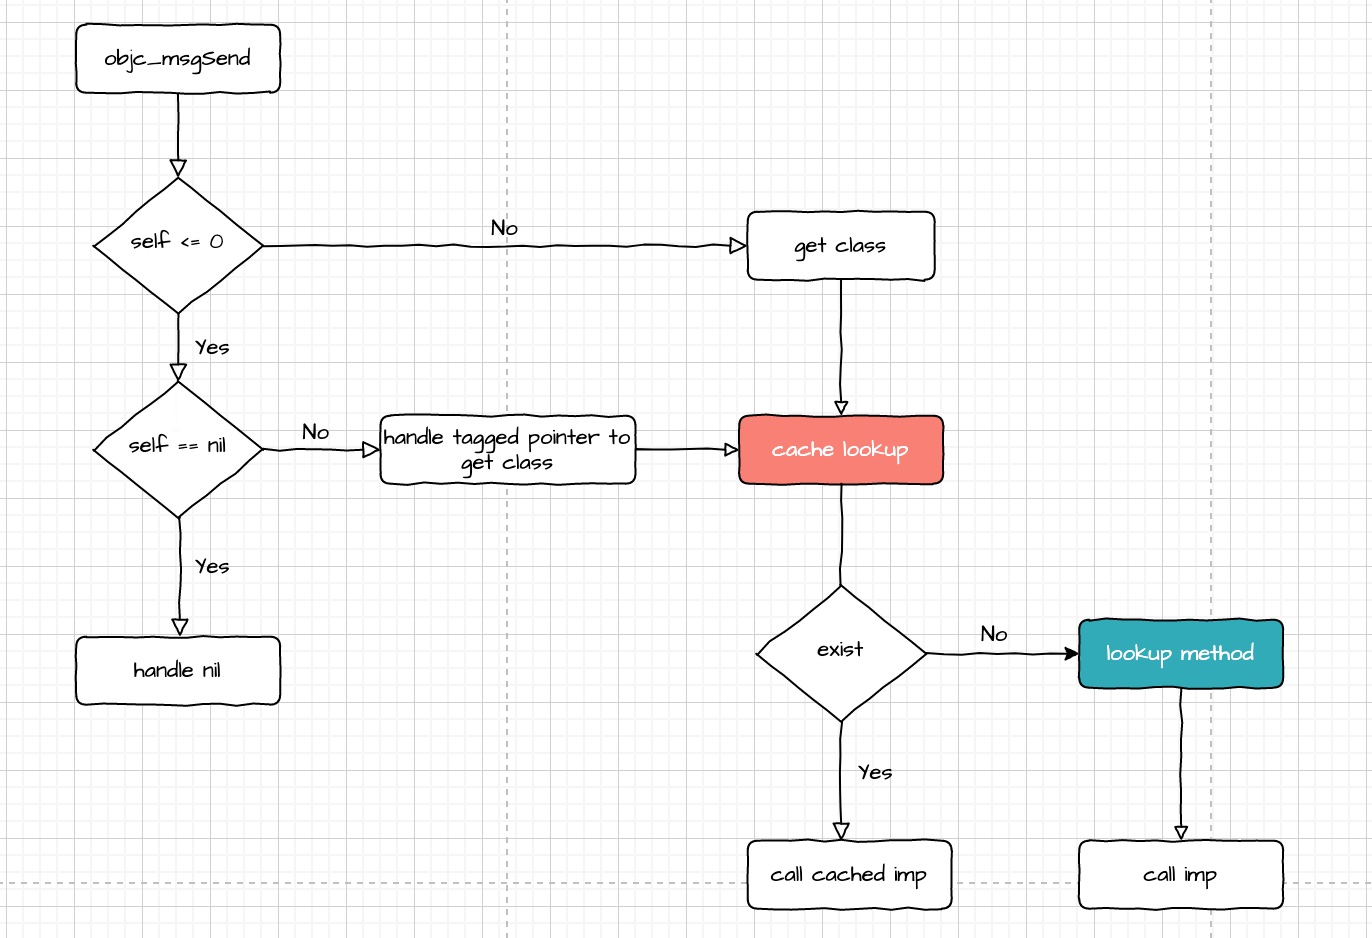 objc_msgSend
self <= 0
No
get class
Yes
self == nil
No
handle tagged pointer to
get class
cache lookup
Yes
handle nil
exist
No
lookup method
Yes
call cached imp
call imp